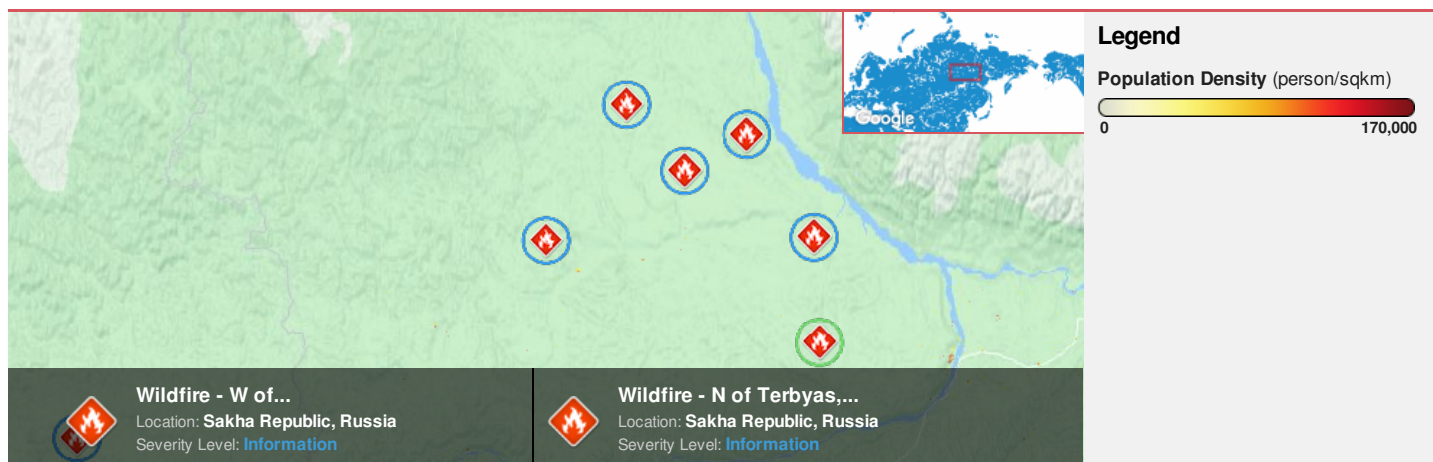 Google
Legend
Population Density (person/sqkm)
0 170,000
Wildfire - W of...
Location: Sakha Republic, Russia
Severity Level: Information
Wildfire - N of Terbyas,...
Location: Sakha Republic, Russia
Severity Level: Information